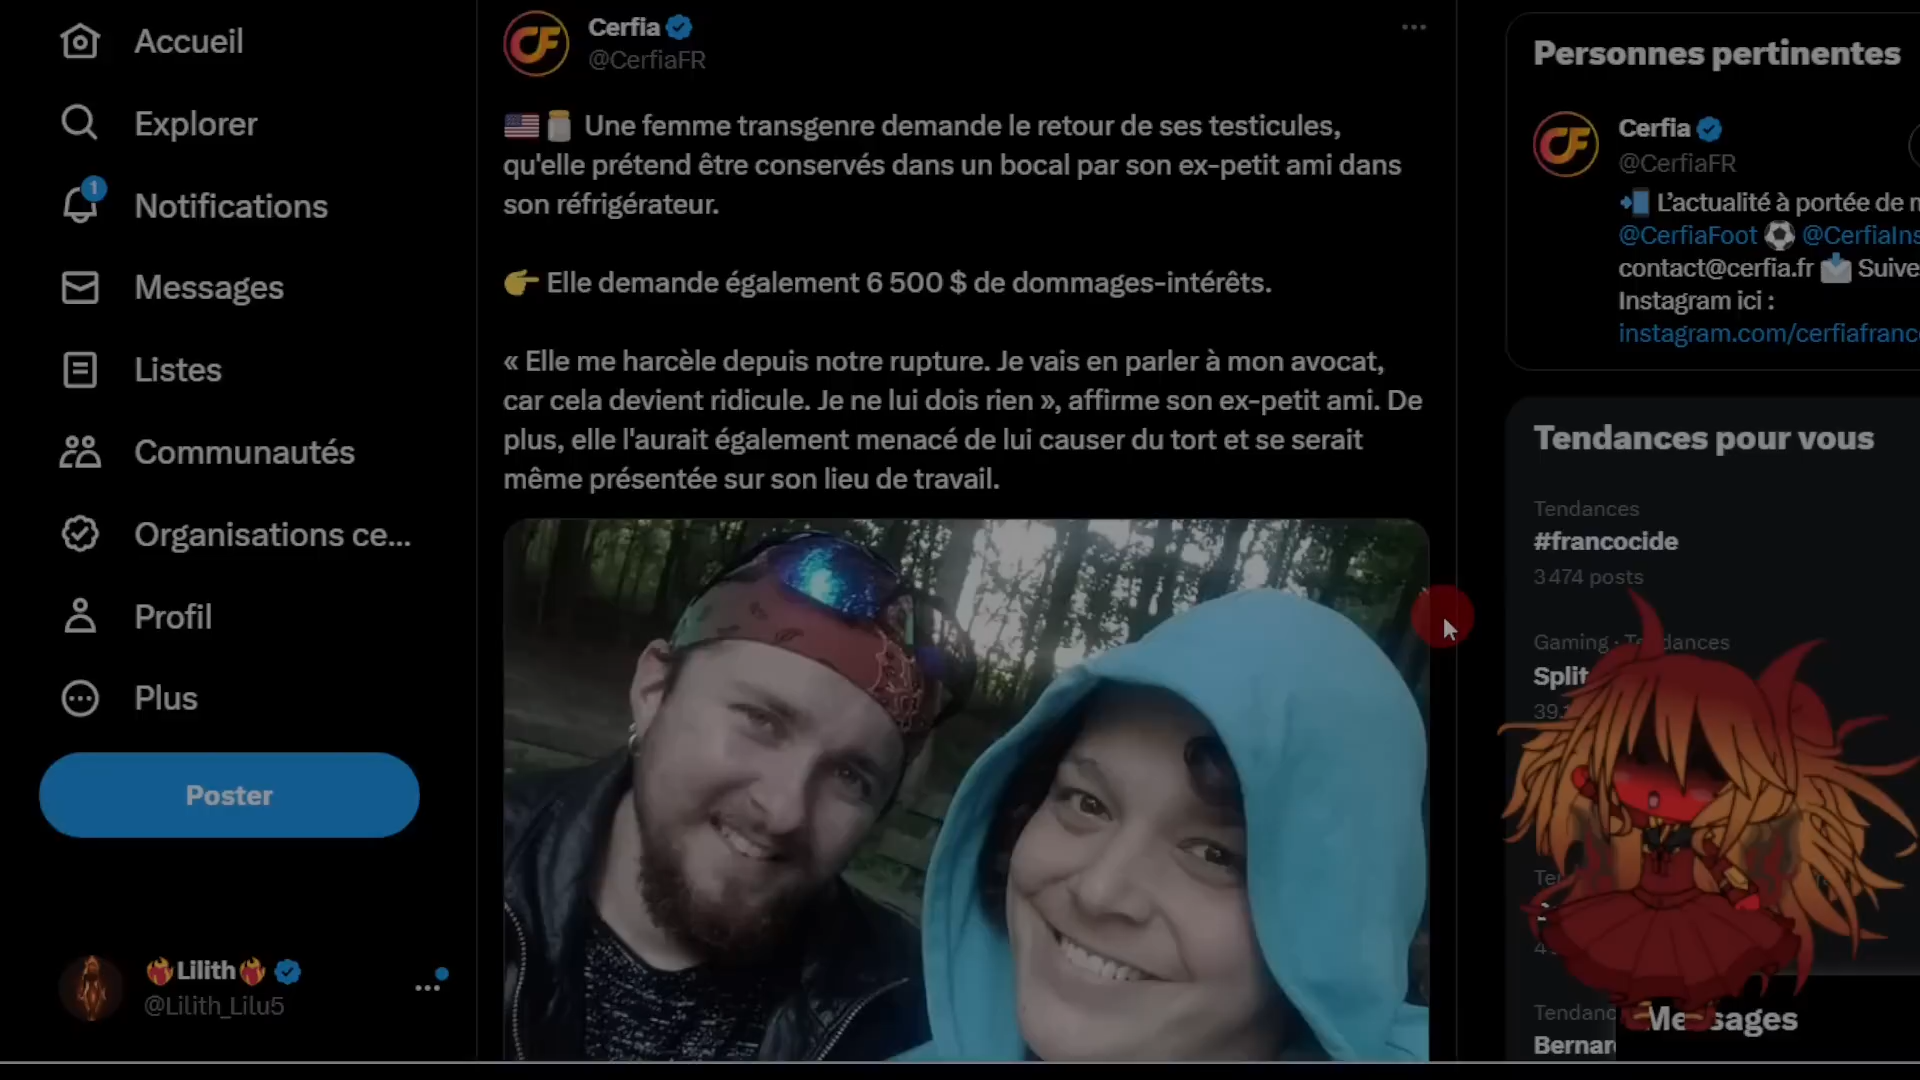 Accueil
Explorer
1
Notifications
Messages
Listes
Communautés
Organisations ce...
Profil
Plus
Poster
Lilith
@Lilith_Lilu5
CF
Cerfia
@CerfiaFR
Une femme transgenre demande le retour de ses testicules,
qu'elle prétend être conservés dans un bocal par son ex-petit ami dans
son réfrigérateur.
Elle demande également 6 500 $ de dommages-intérêts.
« Elle me harcèle depuis notre rupture. Je vais en parler à mon avocat,
car cela devient ridicule. Je ne lui dois rien », affirme son ex-petit ami. De
plus, elle l'aurait également menacé de lui causer du tort et se serait
même présentée sur son lieu de travail.
Personnes pertinentes
CF
Cerfia
@CerfiaFR
L'actualité à portée de
@CerfiaFoot
contact@cerfia.fr
Instagram ici :
instagram.com/cerfiafranc
Tendances pour vous
Tendances
#francocide
3 474 posts
Gaming · Tendances
Split
Messages